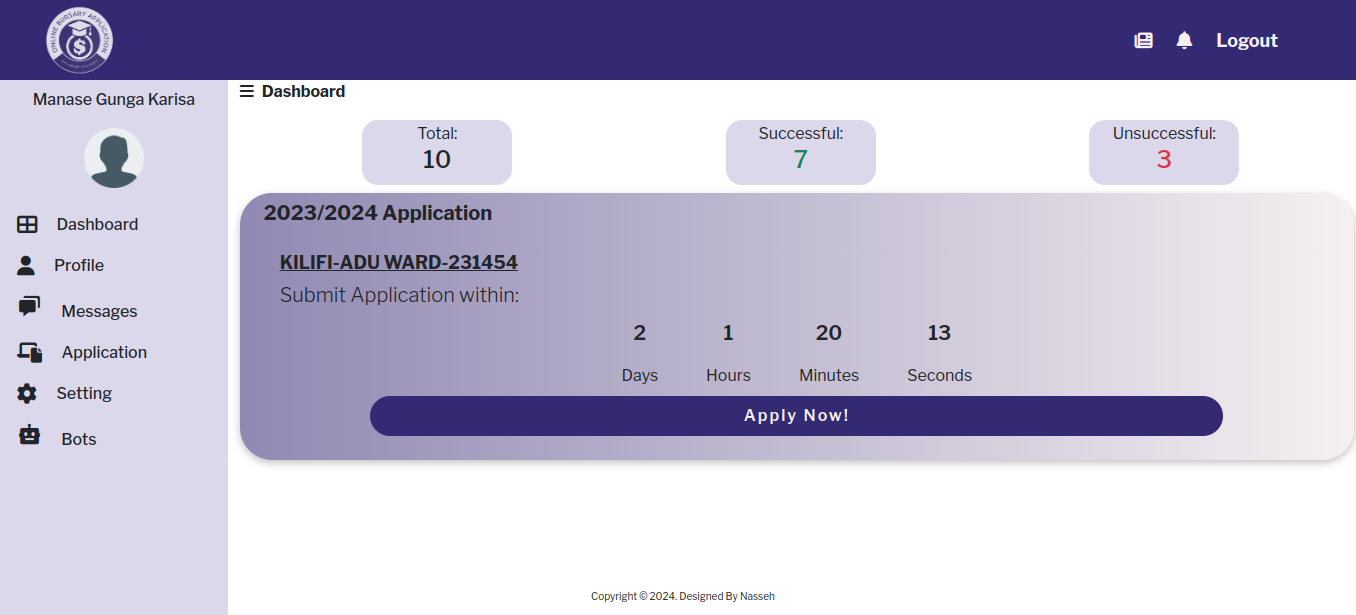 ONLINE BURSARY APPLICATION
Logout
Manase Gunga Karisa
Dashboard
Profile
Messages
Application
Setting
Bots
Dashboard
Total:
10
Successful:
7
Unsuccessful:
3
2023/2024 Application
KILIFI-ADU WARD-231454
Submit Application within:
2 1 20 13
Days Hours Minutes Seconds
Apply Now!
Copyright © 2024. Designed By Nasseh